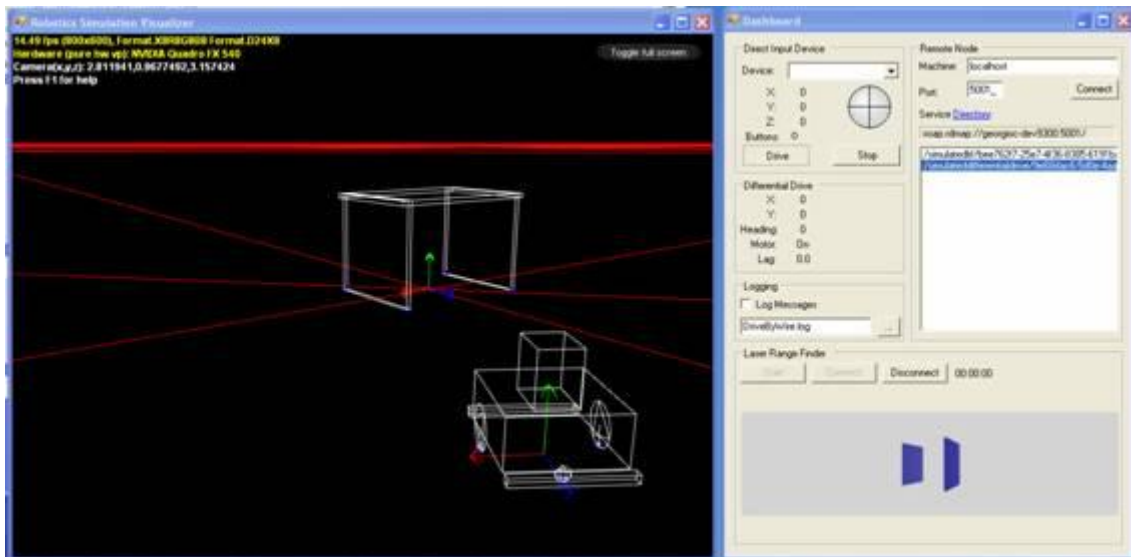 Robotics Simulation Visualizer
14.49 fps (800x600), Format.X8R8G8B8 Format.D24X8
Hardware (pure hw vp): NVIDIA Quadro FX 540
Camera(x,y,z): 2.811941,0.8677492,3.157424
Press F1 for help
Toggle full screen
Dashboard
Direct Input Device
Device:
X: 0
Y: 0
Z: 0
Buttons: 0
Drive
Stop
Differential Drive
X: 0
Y: 0
Heading: 0
Motor: On
Lag: 0.0
Logging
Log Messages
DriveByWire.log
...
Remote Node
Machine: localhost
Port: 5001_
Connect
Service Directory
Laser Range Finder
Start
Connect
Disconnect
00:00:00